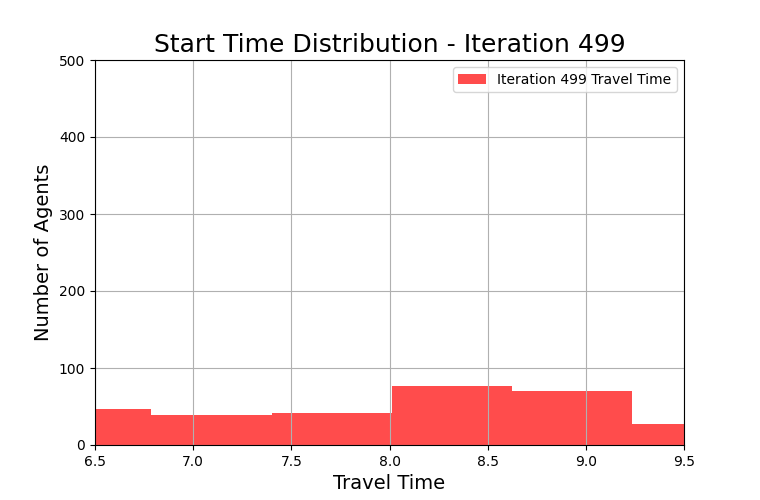 Start Time Distribution - Iteration 499
Iteration 499 Travel Time
Number of Agents
500
400
300
200
100
0
6.5 7.0 7.5 8.0 8.5 9.0 9.5
Travel Time